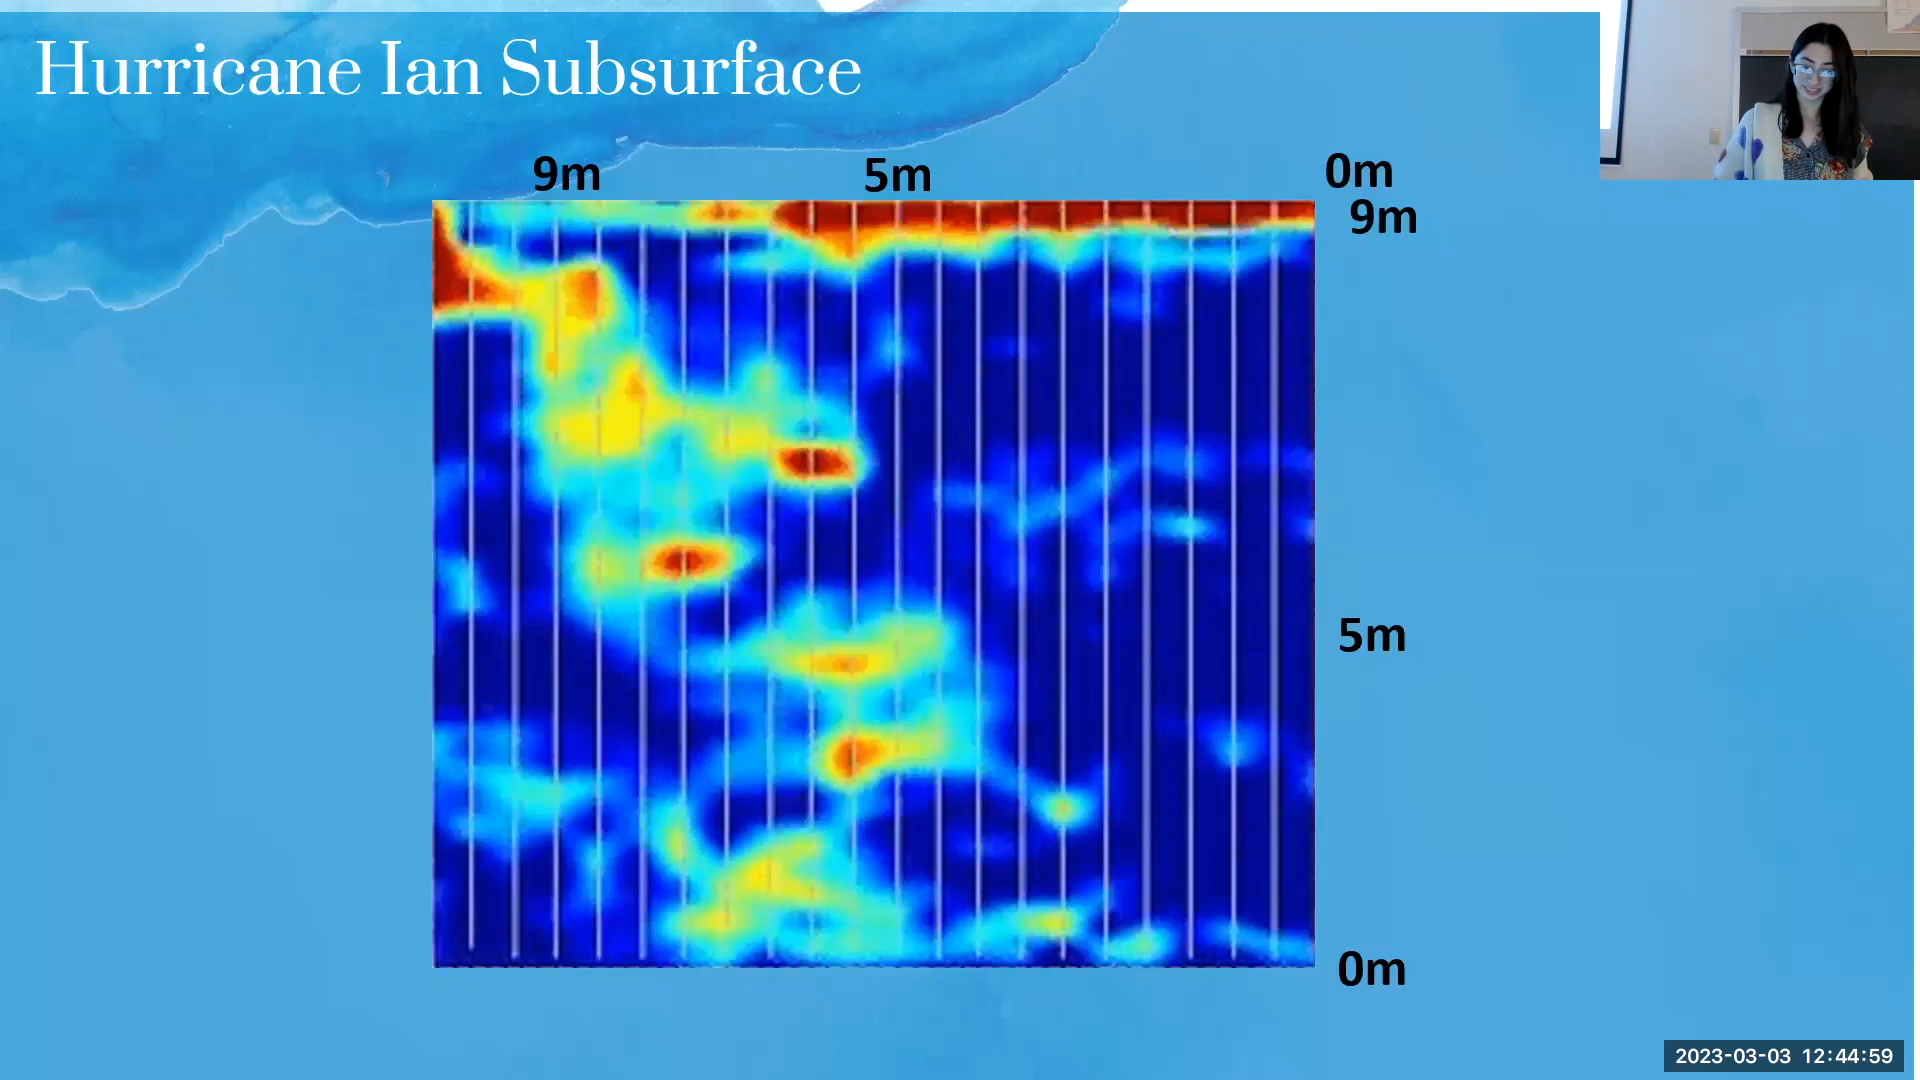 Hurricane Ian Subsurface
9m 5m 0m
9m
5m
0m
2023-03-03 12:44:59